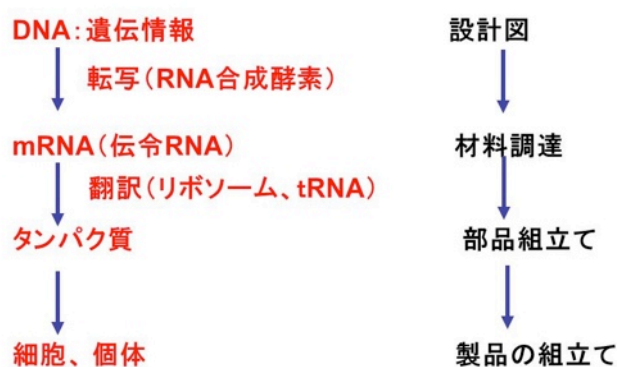 DNA:遺伝情報
転写(RNA合成酵素)
mRNA(伝令RNA)
翻訳(リボソーム、tRNA)
タンパク質
細胞、個体
設計図
材料調達
部品組立て
製品の組立て